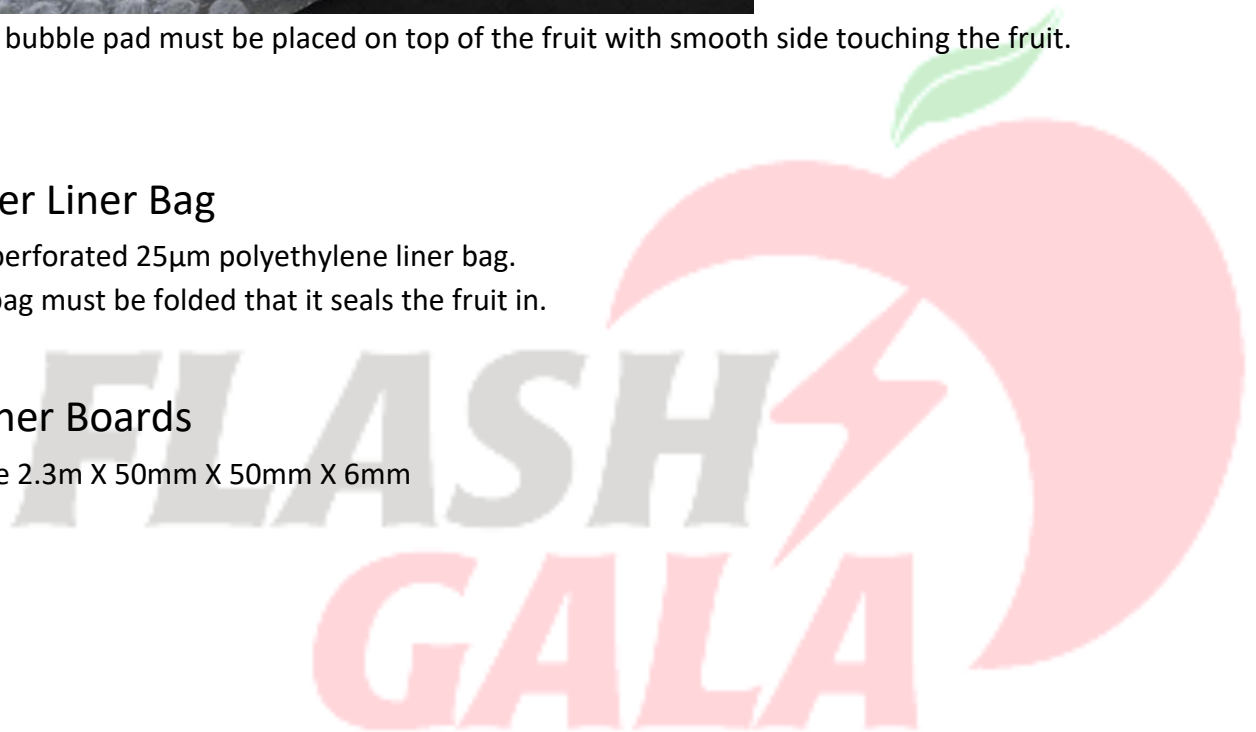 bubble pad must be placed on top of the fruit with smooth side touching the fruit.
er Liner Bag
perforated 25µm polyethylene liner bag.
bag must be folded that it seals the fruit in.
ner Boards
e 2.3m X 50mm X 50mm X 6mm
FLASH
GALA